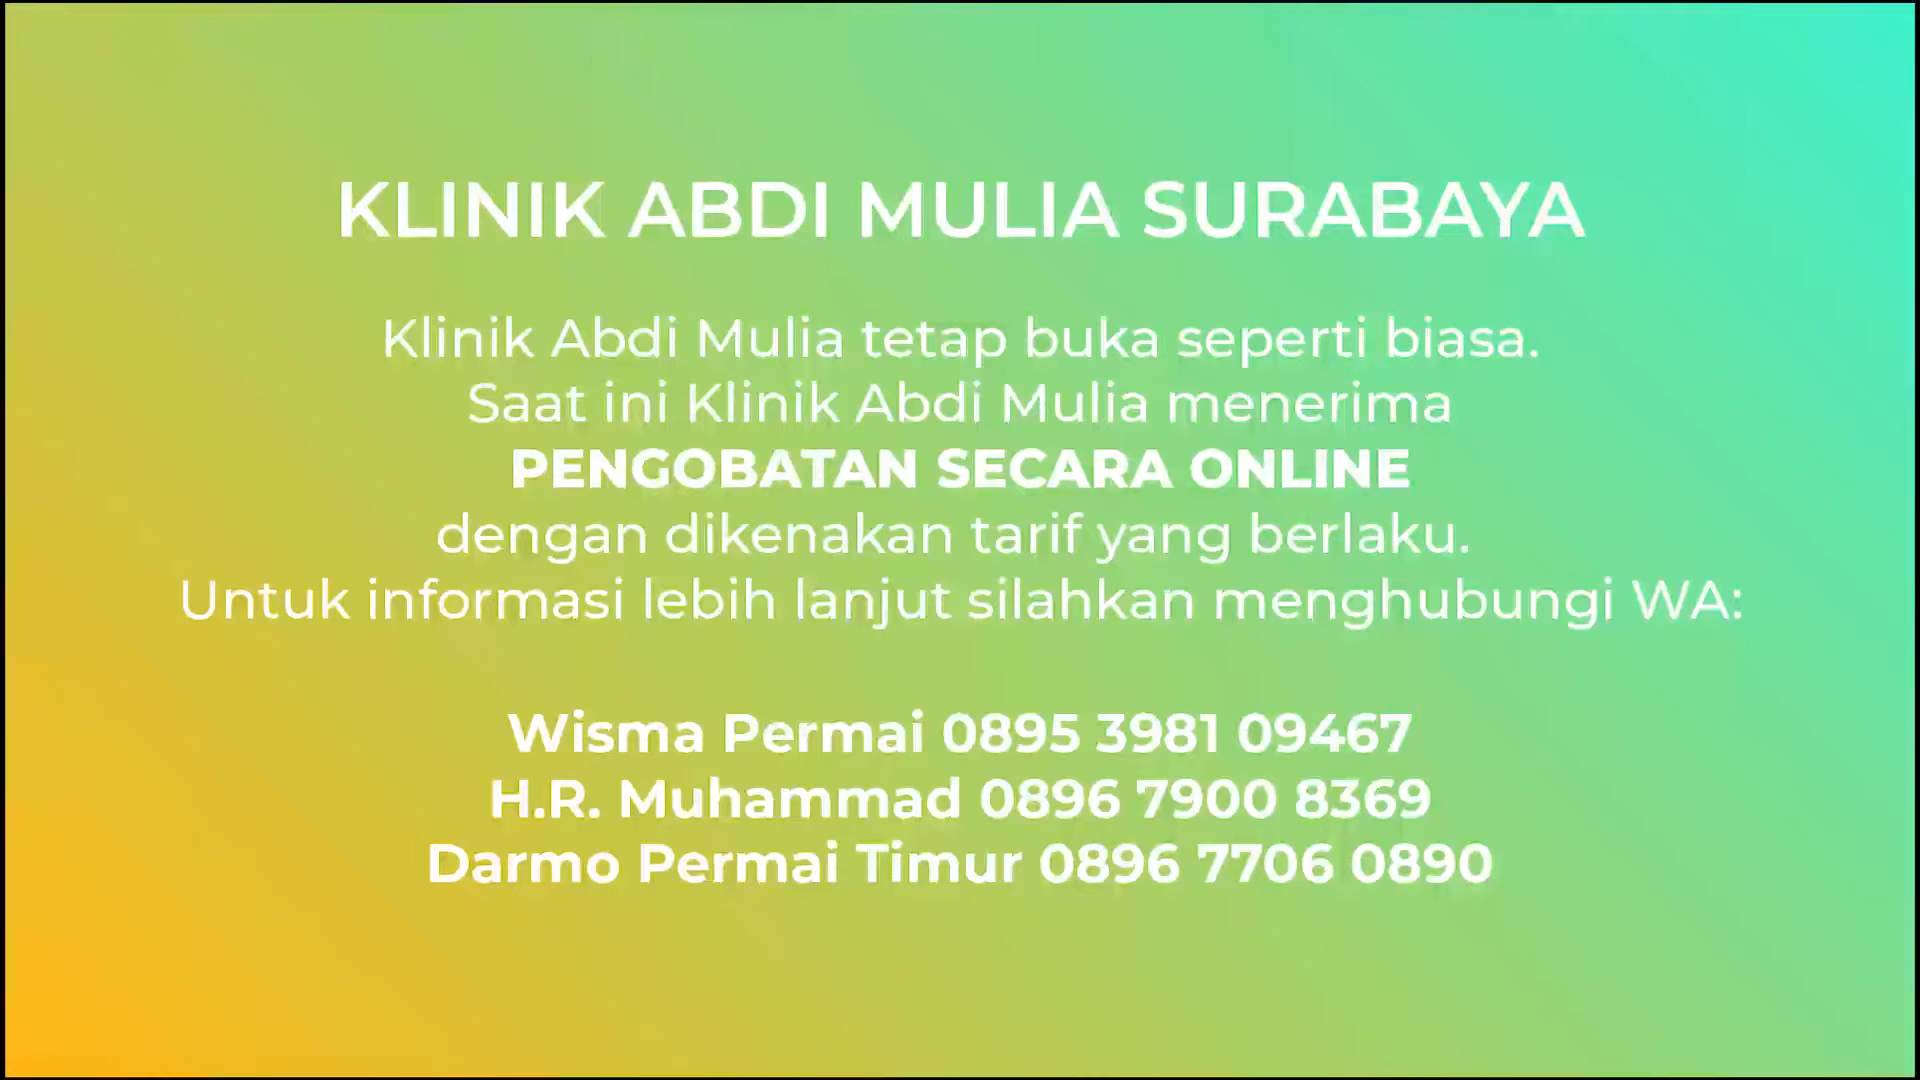 KLINIK ABDI MULIA SURABAYA
Klinik Abdi Mulia tetap buka seperti biasa.
Saat ini Klinik Abdi Mulia menerima
PENGOBATAN SECARA ONLINE
dengan dikenakan tarif yang berlaku.
Untuk informasi lebih lanjut silahkan menghubungi WA:
Wisma Permai 0895 3981 09467
H.R. Muhammad 0896 7900 8369
Darmo Permai Timur 0896 7706 0890